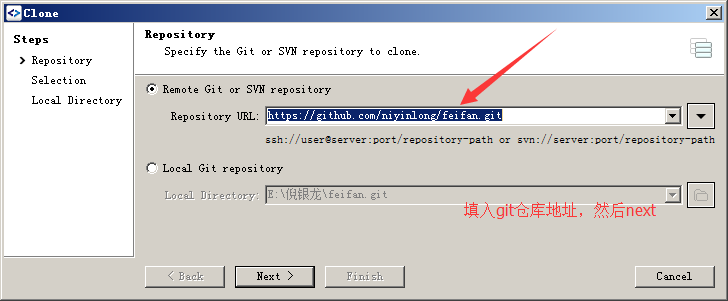 Clone
Steps
Repository
Selection
Local Directory
Repository
Specify the Git or SVN repository to clone.
Remote Git or SVN repository
Repository URL: https://github.com/niyinlong/feifan.git
ssh://user@server:port/repository-path or svn://server:port/repository-path
Local Git repository
Local Directory: E:\倪银龙\feifan.git
填入git仓库地址，然后next
< Back
Next >
Finish
Cancel